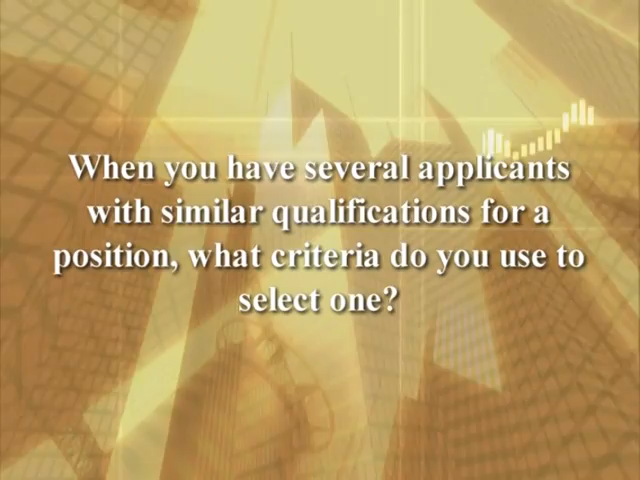 When you have several applicants
with similar qualifications for a
position, what criteria do you use to
select one?